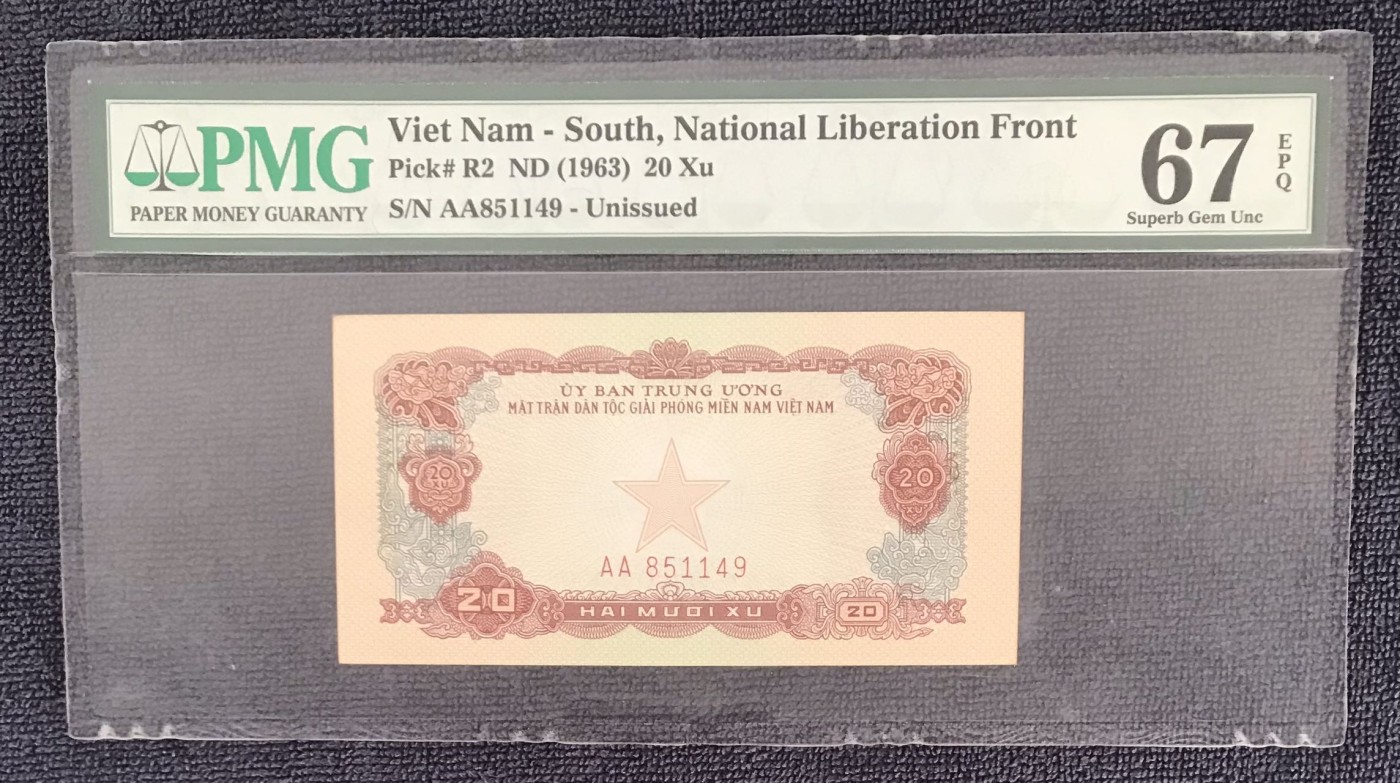 PMG
PAPER MONEY GUARANTY
Viet Nam - South, National Liberation Front
Pick# R2 ND (1963) 20 Xu
S/N AA851149 - Unissued
67
EPQ
Superb Gem Unc
ỦY BAN TRUNG ƯƠNG
MẶT TRẬN DÂN TỘC GIẢI PHÓNG MIỀN NAM VIỆT NAM
20
XU
20
XU
AA 851149
20
HAI MƯƠI XU
20